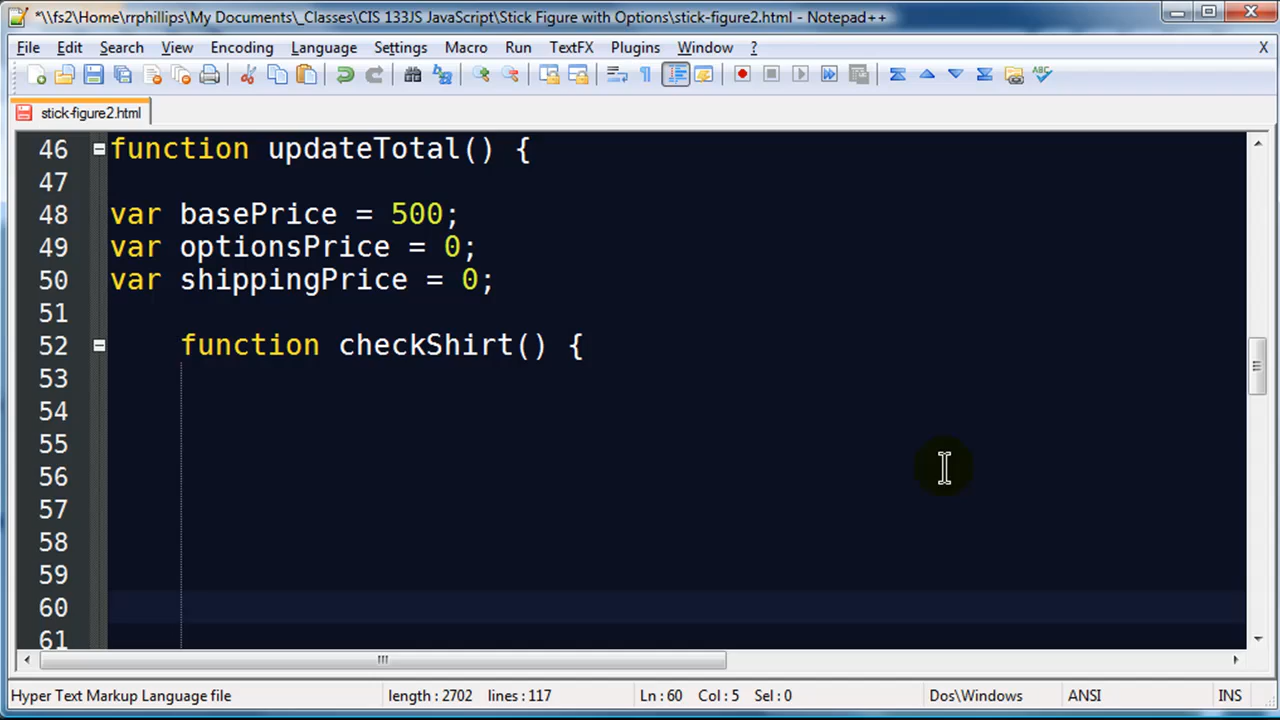 *\\fs2\Home\rrphillips\My Documents\_Classes\CIS 133JS JavaScript\Stick Figure with Options\stick-figure2.html - Notepad++
File Edit Search View Encoding Language Settings Macro Run TextFX Plugins Window ? X
stick-figure2.html
46 function updateTotal() {
47
48 var basePrice = 500;
49 var optionsPrice = 0;
50 var shippingPrice = 0;
51
52 function checkShirt() {
53
54
55
56
57
58
59
60
61
Hyper Text Markup Language file length : 2702 lines : 117 Ln : 60 Col : 5 Sel : 0 Dos\Windows ANSI INS